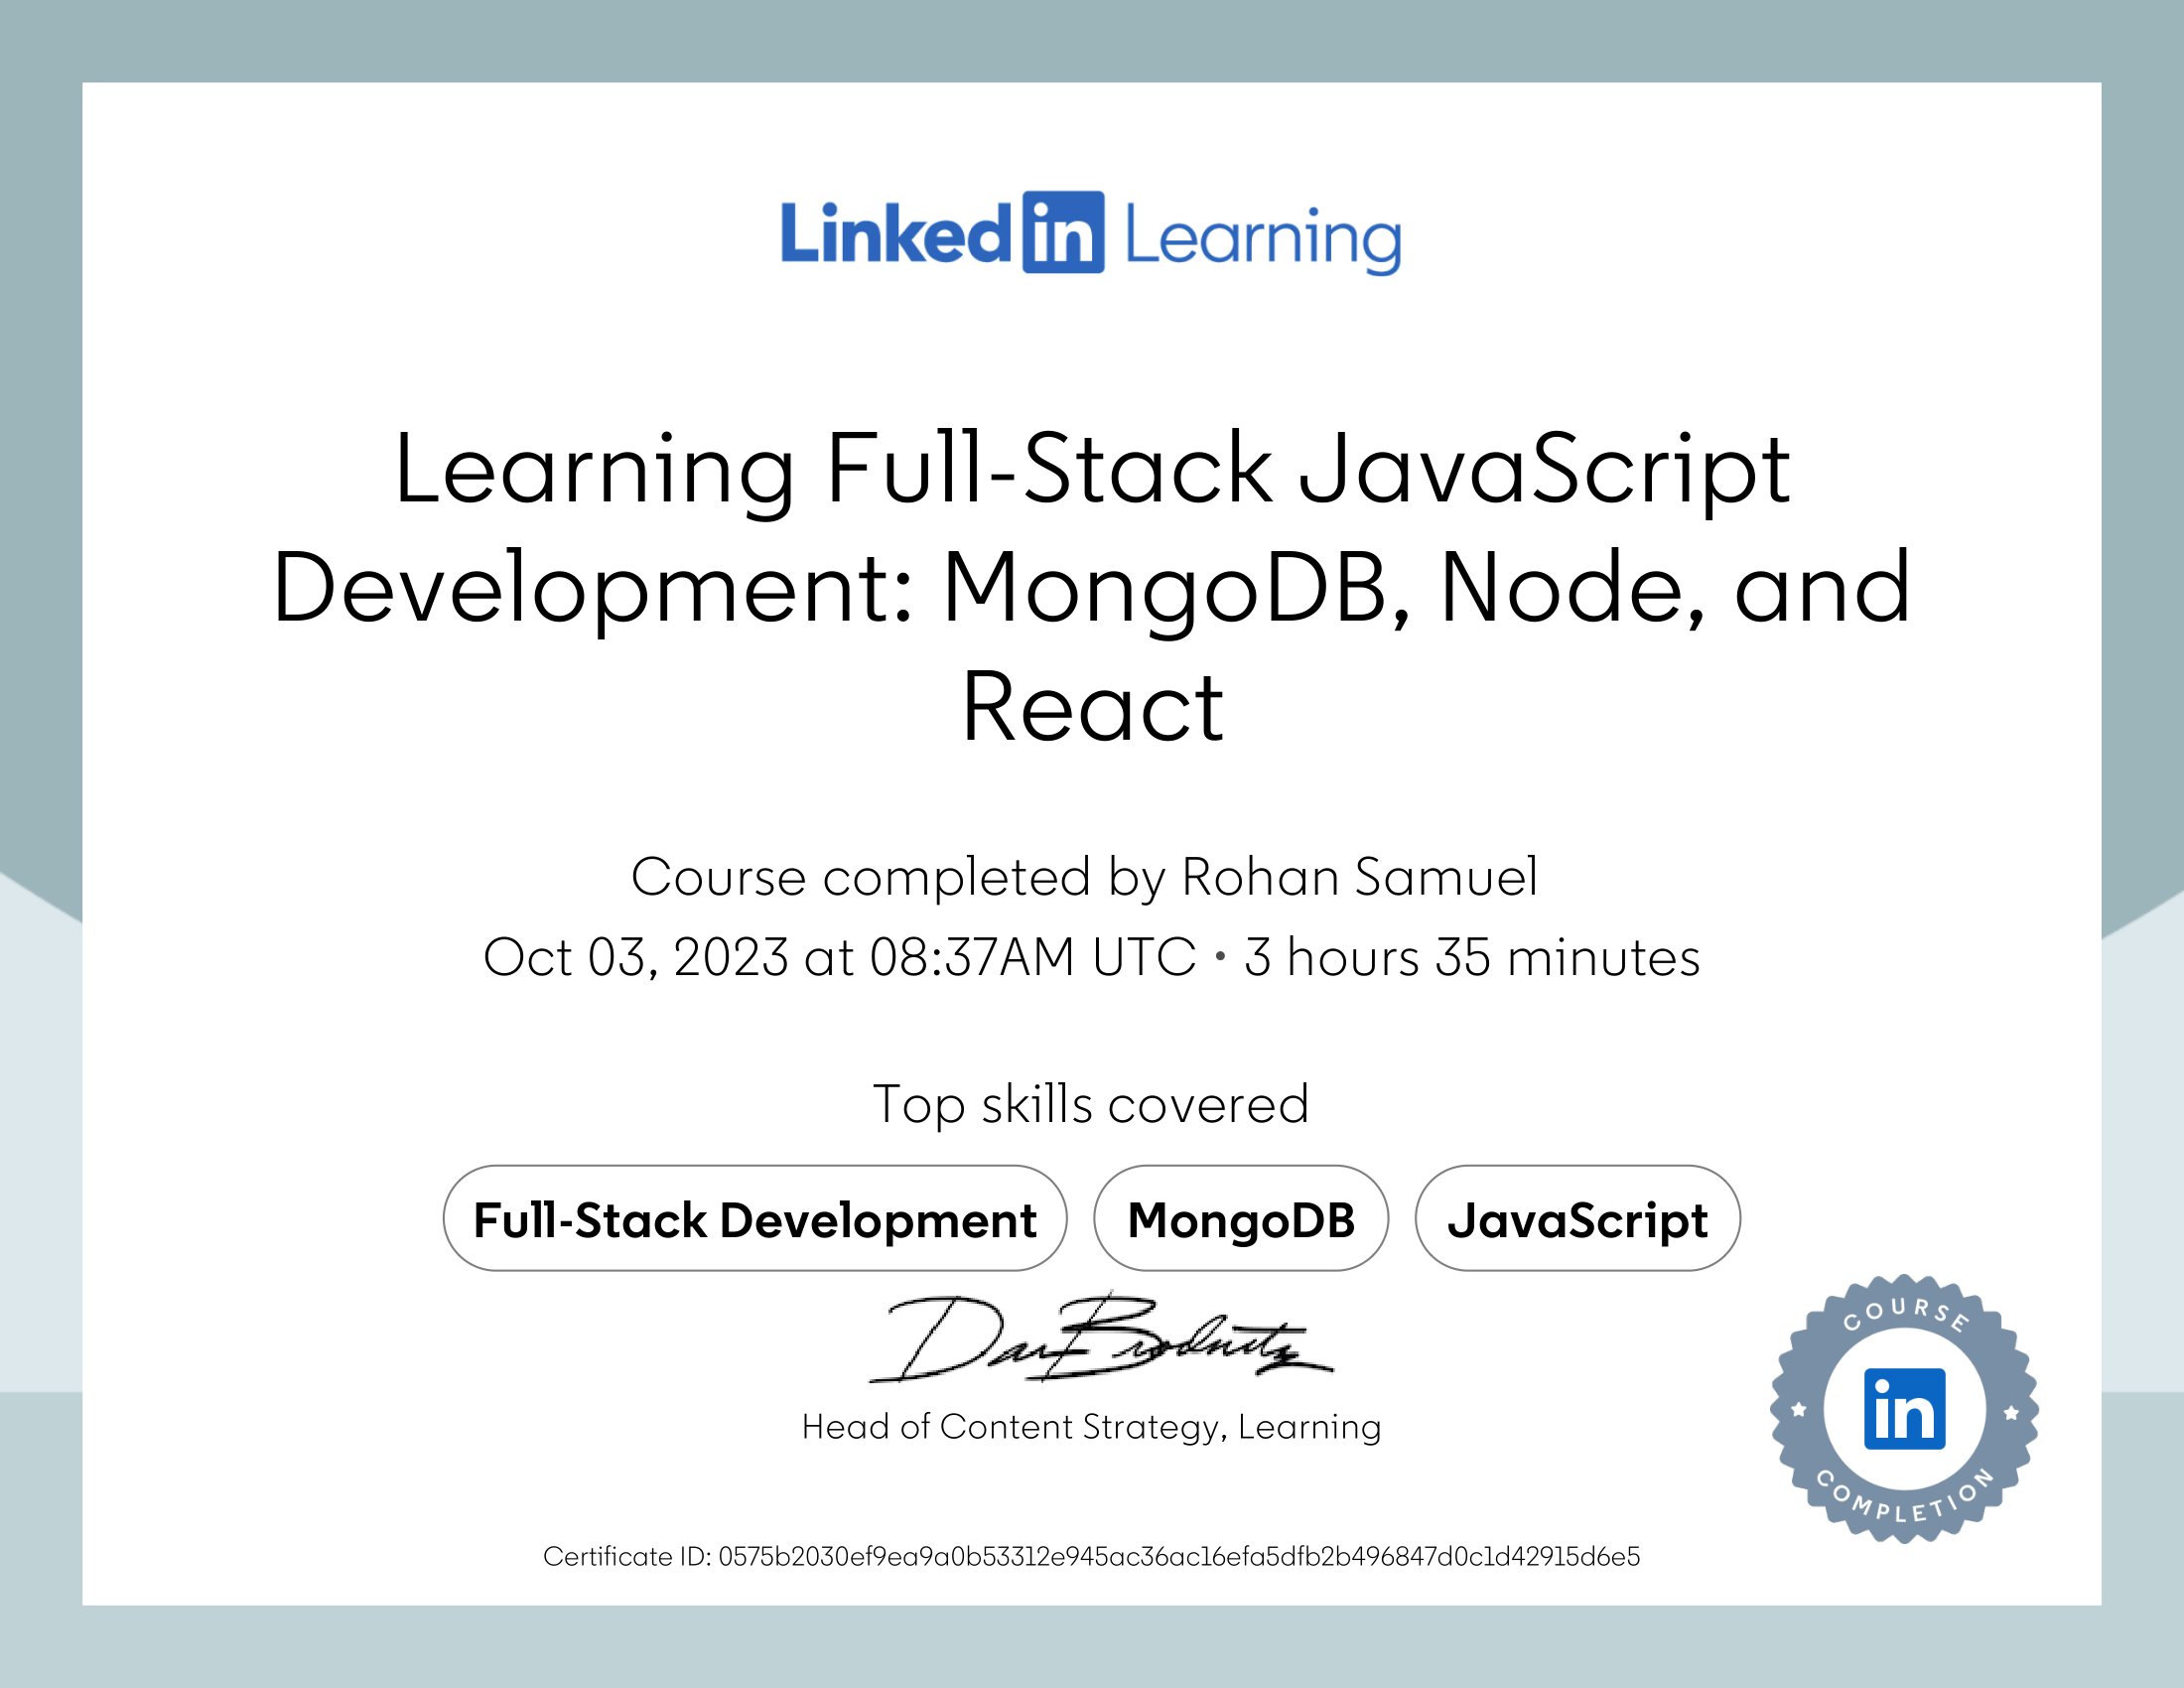 Linked in Learning
Learning Full-Stack JavaScript
Development: MongoDB, Node, and
React
Course completed by Rohan Samuel
Oct 03, 2023 at 08:37AM UTC • 3 hours 35 minutes
Top skills covered
Full-Stack Development MongoDB JavaScript
Dan Brodnitz
Head of Content Strategy, Learning
COURSE
in
COMPLETION
Certificate ID: 0575b2030ef9ea9a0b53312e945ac36ac16efa5dfb2b496847d0c1d42915d6e5